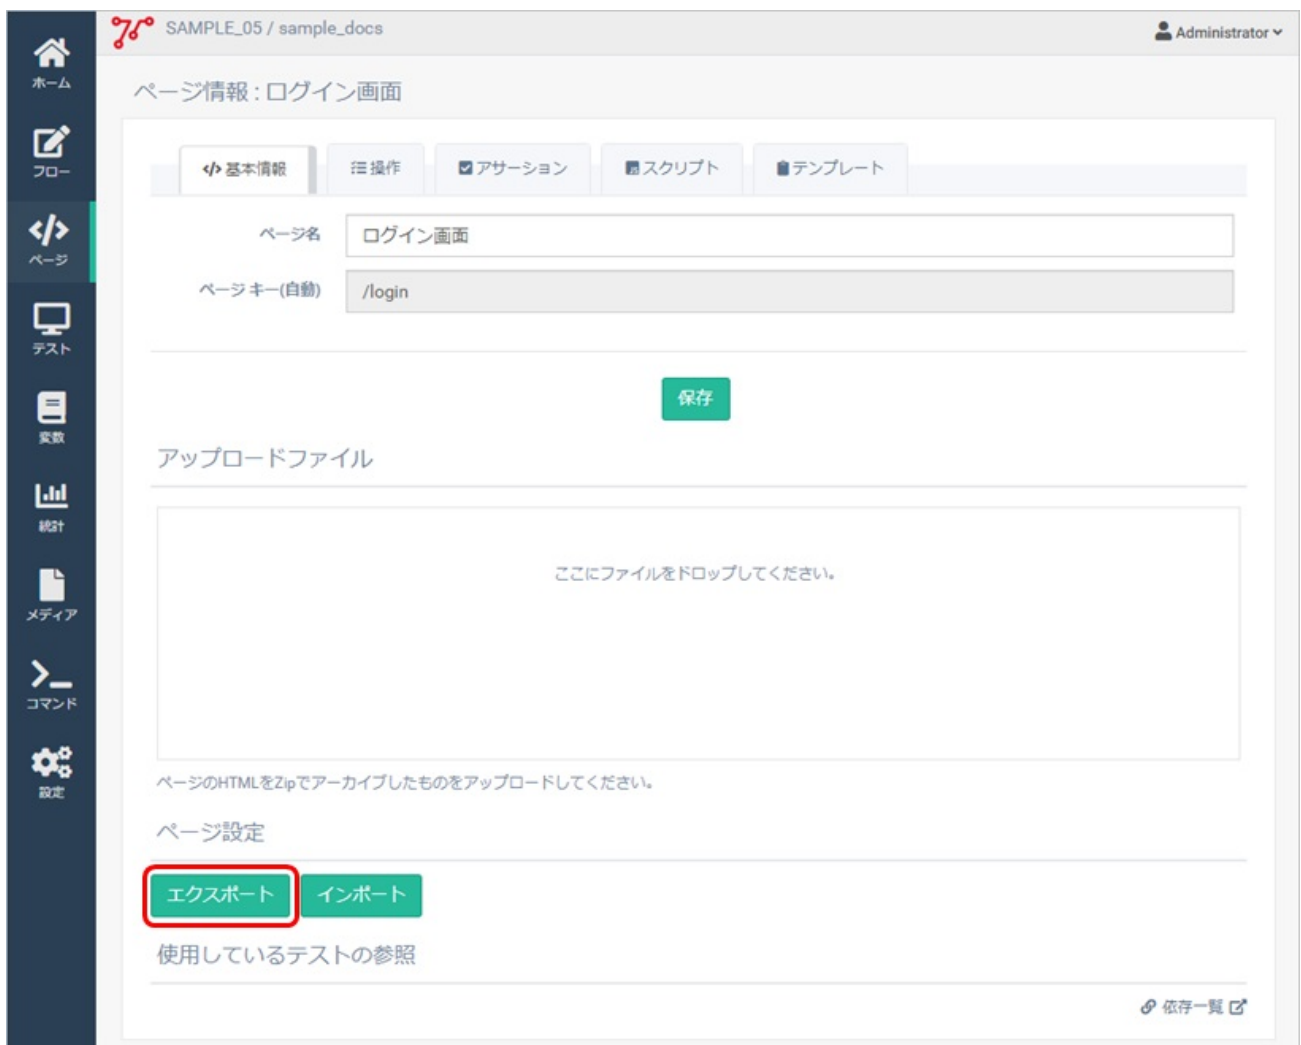 SAMPLE_05 / sample_docs
Administrator
ホーム
フロー
ページ
テスト
変数
統計
メディア
コマンド
設定
ページ情報 : ログイン画面
基本情報
操作
アサーション
スクリプト
テンプレート
ページ名
ログイン画面
ページ キー(自動)
/login
保存
アップロードファイル
ここにファイルをドロップしてください。
ページのHTMLをZipでアーカイブしたものをアップロードしてください。
ページ設定
エクスポート
インポート
使用しているテストの参照
依存一覧